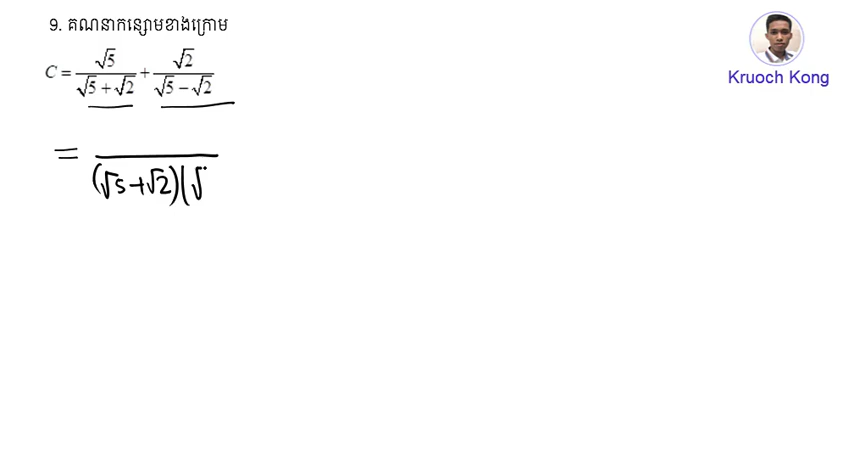 9. គណនាកន្សោមខាងក្រោម
C = √5/(√5 + √2) + √2/(√5 − √2)
Kruoch Kong
= /(√5 + √2)(√